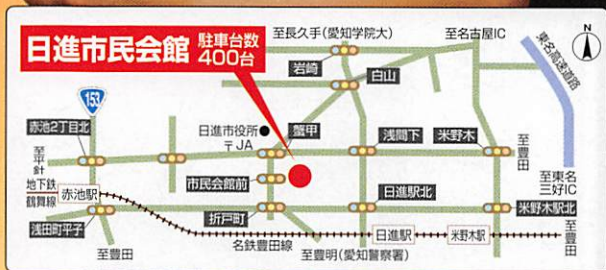 日進市民会館 駐車台数
400台
至長久手(愛知学院大)
至名古屋IC
N
東名高速道路
岩崎
白山
153
赤池2丁目北
日進市役所
〒JA
蟹甲
浅間下
米野木
至平針
至豊田
市民会館前
至東名
三好IC
地下鉄
鶴舞線
赤池駅
折戸町
日進駅北
米野木駅北
浅田町平子
名鉄豊田線
日進駅
米野木駅
至豊田
至豊田
至豊明(愛知警察署)